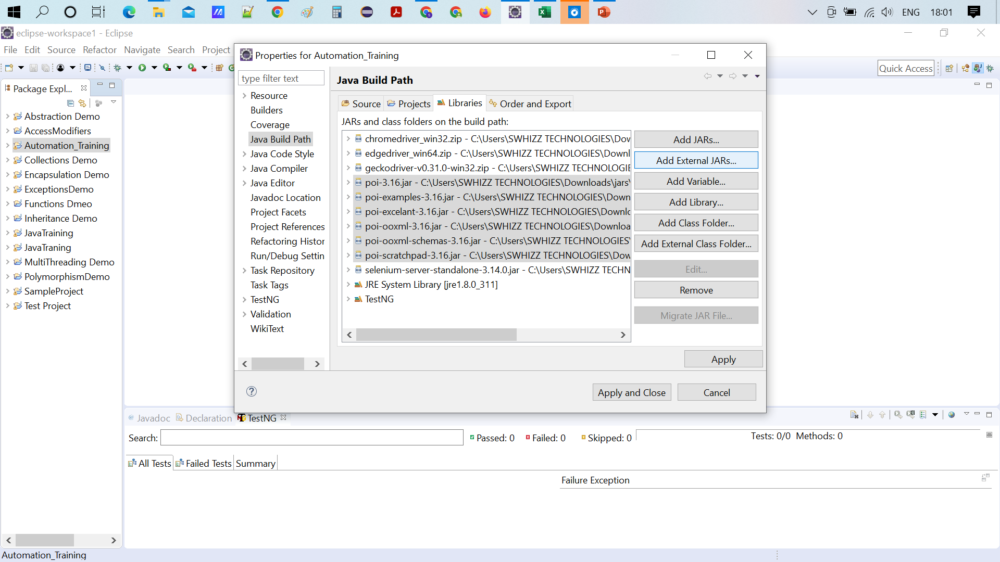 ENG 18:01
eclipse-workspace1 - Eclipse
File Edit Source Refactor Navigate Search Project
Quick Access
Package Expl...
Abstraction Demo
AccessModifiers
Automation_Training
Collections Demo
Encapsulation Demo
ExceptionsDemo
Functions Dmeo
Inheritance Demo
JavaTraining
JavaTraning
MultiThreading Demo
PolymorphismDemo
SampleProject
Test Project
Properties for Automation_Training
type filter text
Resource
Builders
Coverage
Java Build Path
Java Code Style
Java Compiler
Java Editor
Javadoc Location
Project Facets
Project References
Refactoring Histor
Run/Debug Settin
Task Repository
Task Tags
TestNG
Validation
WikiText
Java Build Path
Source Projects Libraries Order and Export
JARs and class folders on the build path:
chromedriver_win32.zip - C:\Users\SWHIZZ TECHNOLOGIES\Dov
edgedriver_win64.zip - C:\Users\SWHIZZ TECHNOLOGIES\Downl
geckodriver-v0.31.0-win32.zip - C:\Users\SWHIZZ TECHNOLOGIE
poi-3.16.jar - C:\Users\SWHIZZ TECHNOLOGIES\Downloads\jars\
poi-examples-3.16.jar - C:\Users\SWHIZZ TECHNOLOGIES\Down
poi-excelant-3.16.jar - C:\Users\SWHIZZ TECHNOLOGIES\Downlc
poi-ooxml-3.16.jar - C:\Users\SWHIZZ TECHNOLOGIES\Downloa
poi-ooxml-schemas-3.16.jar - C:\Users\SWHIZZ TECHNOLOGIES\
poi-scratchpad-3.16.jar - C:\Users\SWHIZZ TECHNOLOGIES\Dow
selenium-server-standalone-3.14.0.jar - C:\Users\SWHIZZ TECHN
JRE System Library [jre1.8.0_311]
TestNG
Add JARs...
Add External JARs...
Add Variable...
Add Library...
Add Class Folder...
Add External Class Folder...
Edit...
Remove
Migrate JAR File...
Apply
Apply and Close Cancel
Javadoc Declaration TestNG
Search: Passed: 0 Failed: 0 Skipped: 0 Tests: 0/0 Methods: 0
All Tests Failed Tests Summary
Failure Exception
Automation_Training